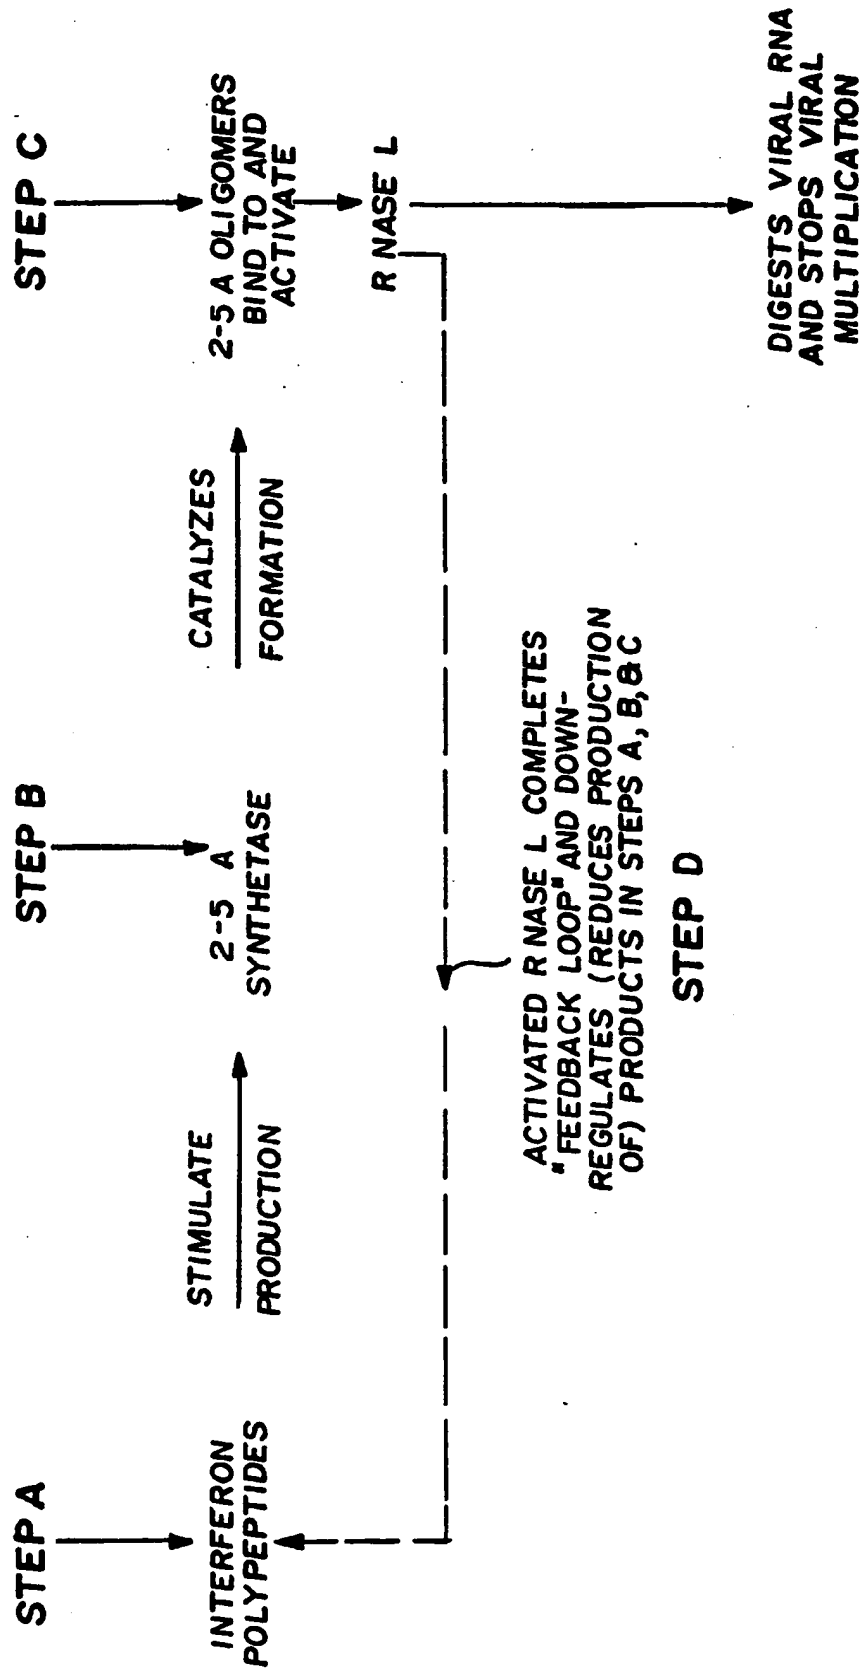 STEP A
INTERFERON
POLYPEPTIDES
STIMULATE
PRODUCTION
STEP B
2-5 A
SYNTHETASE
CATALYZES
FORMATION
STEP C
2-5 A OLIGOMERS
BIND TO AND
ACTIVATE
R NASE L
ACTIVATED R NASE L COMPLETES
"FEEDBACK LOOP" AND DOWN-
REGULATES (REDUCES PRODUCTION
OF) PRODUCTS IN STEPS A, B, & C
STEP D
DIGESTS VIRAL RNA
AND STOPS VIRAL
MULTIPLICATION